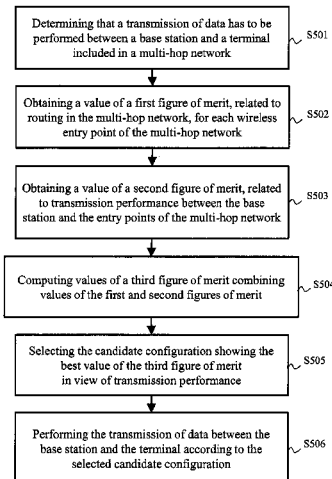 Determining that a transmission of data has to be
performed between a base station and a terminal
included in a multi-hop network
S501
Obtaining a value of a first figure of merit, related to
routing in the multi-hop network, for each wireless
entry point of the multi-hop network
S502
Obtaining a value of a second figure of merit, related
to transmission performance between the base
station and the entry points of the multi-hop network
S503
Computing values of a third figure of merit combining
values of the first and second figures of merit
S504
Selecting the candidate configuration showing the
best value of the third figure of merit
in view of transmission performance
S505
Performing the transmission of data between the
base station and the terminal according to the
selected candidate configuration
S506